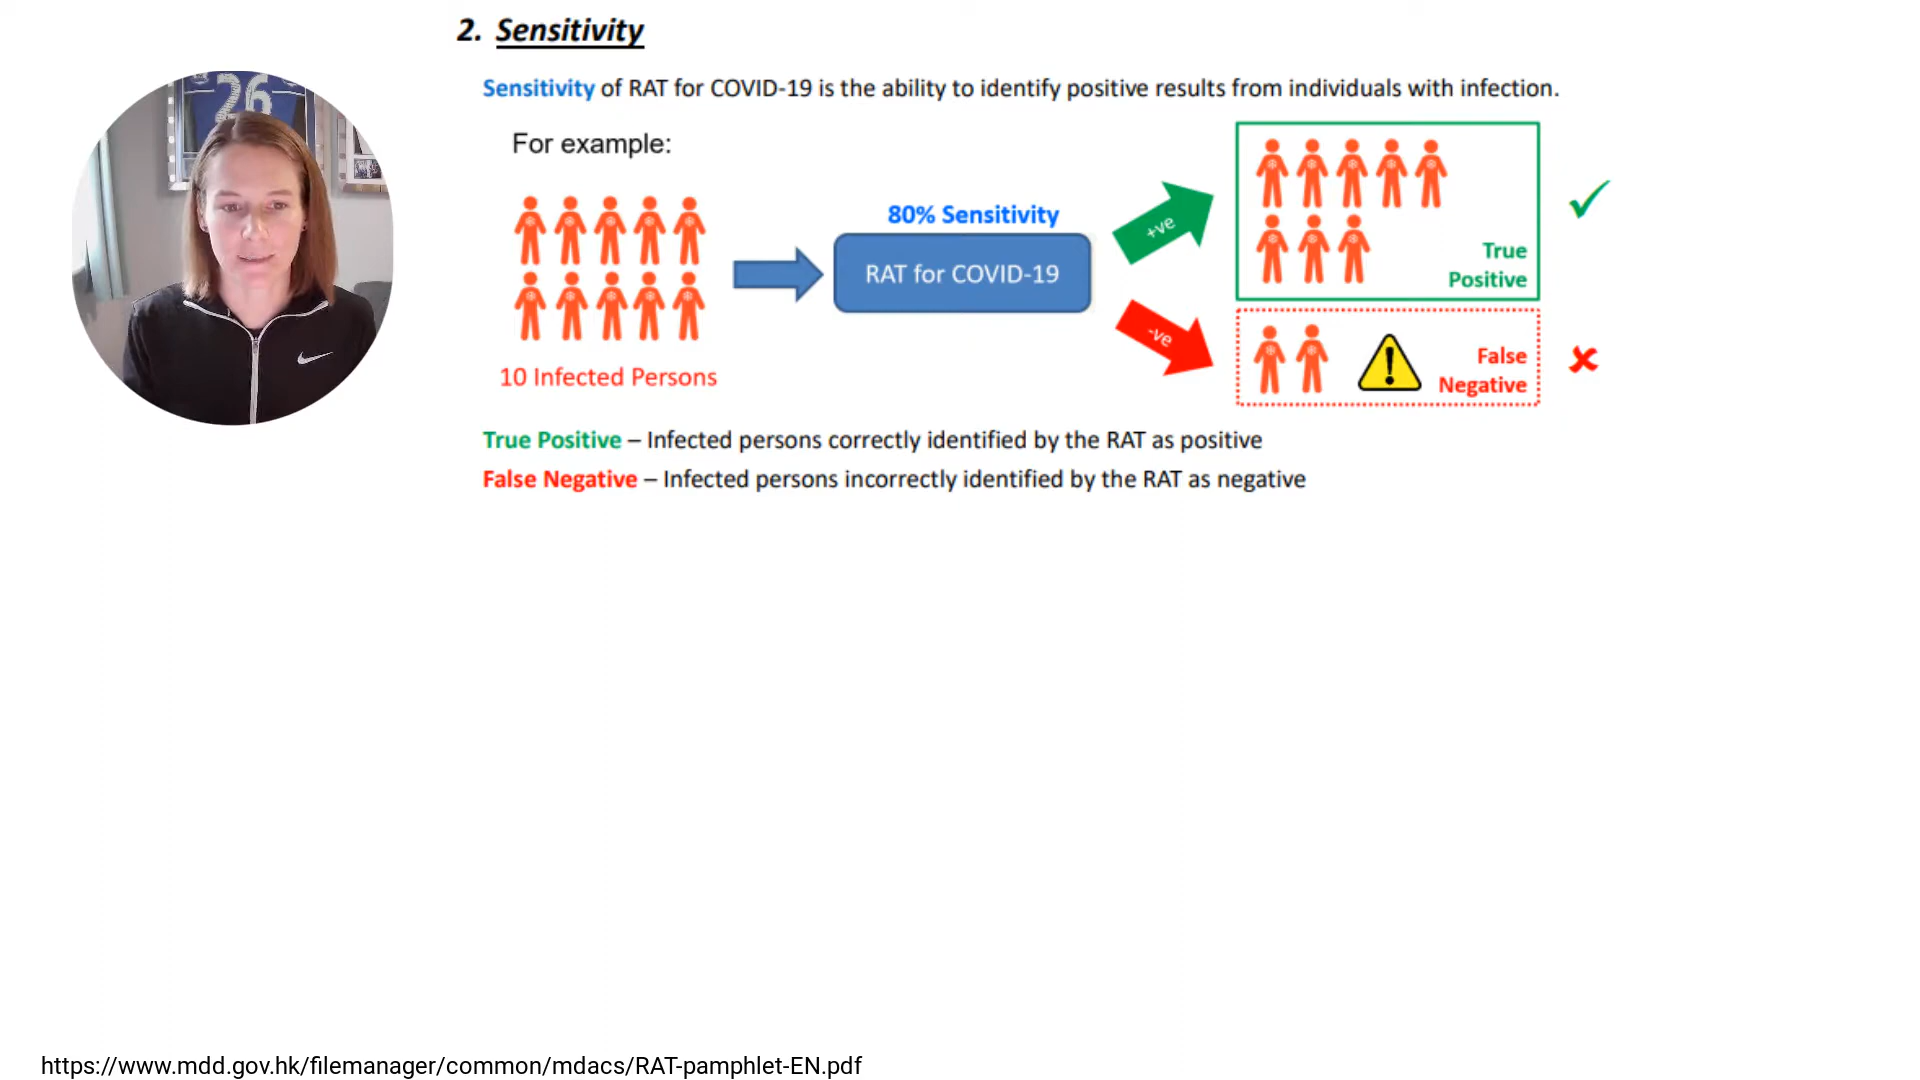 2. Sensitivity
Sensitivity of RAT for COVID-19 is the ability to identify positive results from individuals with infection.
For example:
26
80% Sensitivity
RAT for COVID-19
+ve
-ve
True
Positive
False
Negative
10 Infected Persons
True Positive – Infected persons correctly identified by the RAT as positive
False Negative – Infected persons incorrectly identified by the RAT as negative
https://www.mdd.gov.hk/filemanager/common/mdacs/RAT-pamphlet-EN.pdf